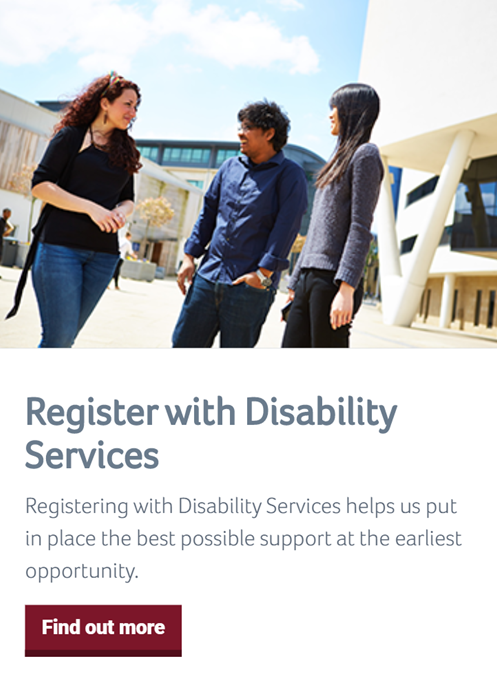 Register with Disability
Services
Registering with Disability Services helps us put
in place the best possible support at the earliest
opportunity.
Find out more